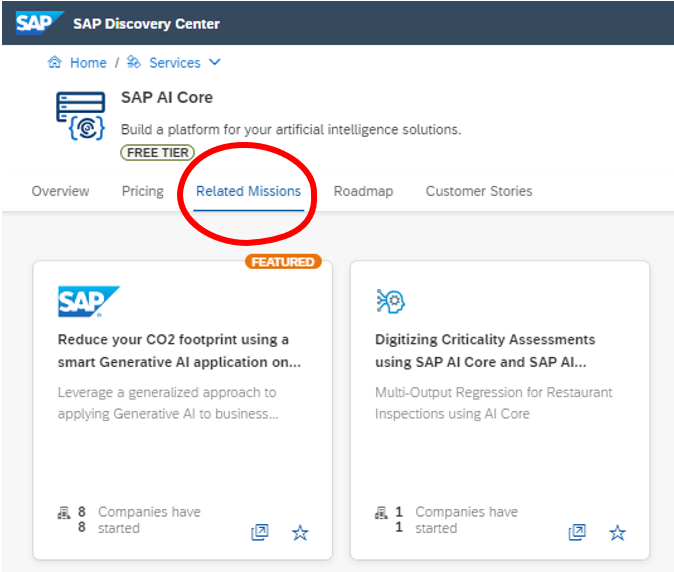 SAP SAP Discovery Center
Home / Services
SAP AI Core
Build a platform for your artificial intelligence solutions.
FREE TIER
Overview Pricing Related Missions Roadmap Customer Stories
FEATURED
SAP
Reduce your CO2 footprint using a
smart Generative AI application on...
Leverage a generalized approach to
applying Generative AI to business...
8 Companies have
8 started
Digitizing Criticality Assessments
using SAP AI Core and SAP AI...
Multi-Output Regression for Restaurant
Inspections using AI Core
1 Companies have
1 started